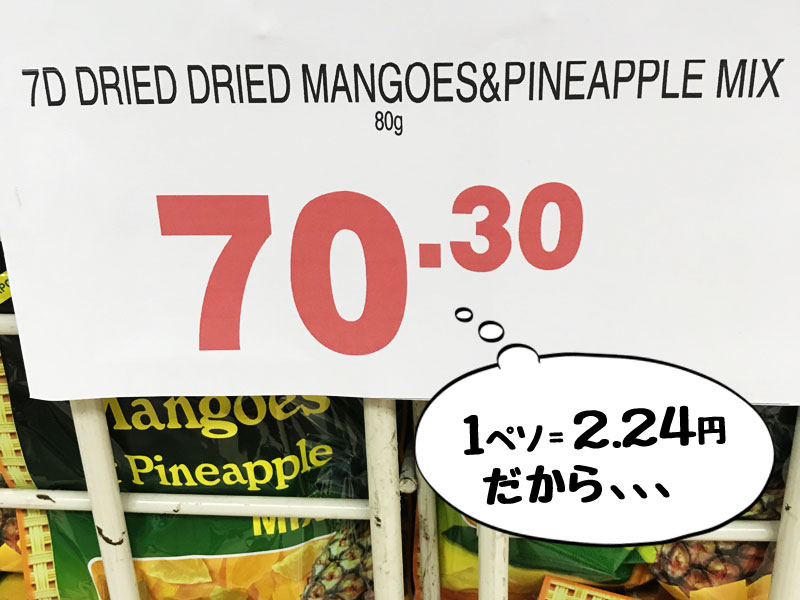 7D DRIED DRIED MANGOES&PINEAPPLE MIX
80g
70.30
Mangoes
Pineapple
MIX
1ペソ=2.24円
だから、、、